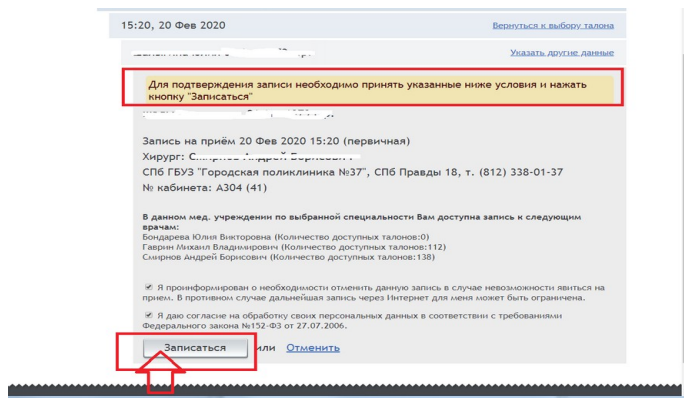 15:20, 20 Фев 2020
Вернуться к выбору талона
Указать другие данные
Для подтверждения записи необходимо принять указанные ниже условия и нажать
кнопку "Записаться"
Запись на приём 20 Фев 2020 15:20 (первичная)
Хирург:
СПб ГБУЗ "Городская поликлиника №37", СПб Правды 18, т. (812) 338-01-37
№ кабинета: А304 (41)
В данном мед. учреждении по выбранной специальности Вам доступна запись к следующим
врачам:
Бондарева Юлия Викторовна (Количество доступных талонов:0)
Гаврин Михаил Владимирович (Количество доступных талонов:112)
Смирнов Андрей Борисович (Количество доступных талонов:138)
Я проинформирован о необходимости отменить данную запись в случае невозможности явиться на
прием. В противном случае дальнейшая запись через Интернет для меня может быть ограничена.
Я даю согласие на обработку своих персональных данных в соответствии с требованиями
Федерального закона №152-ФЗ от 27.07.2006.
Записаться или Отменить